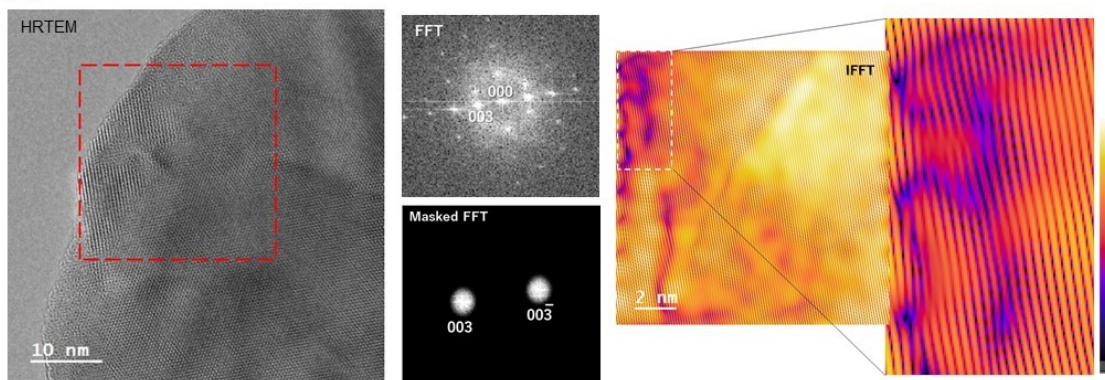 HRTEM
10 nm
FFT
000
003
Masked FFT
003
003̅
IFFT
2 nm